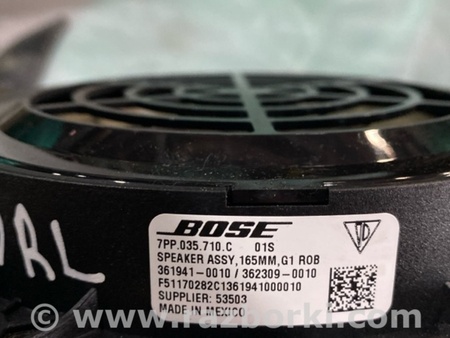 BOSE
7PP.035.710.C 01S
SPEAKER ASSY,165MM,G1 ROB
361941-0010 / 362309-0010
F51170282C1361941000010
SUPPLIER: 53503
MADE IN MEXICO
RL
© www.razborki.com